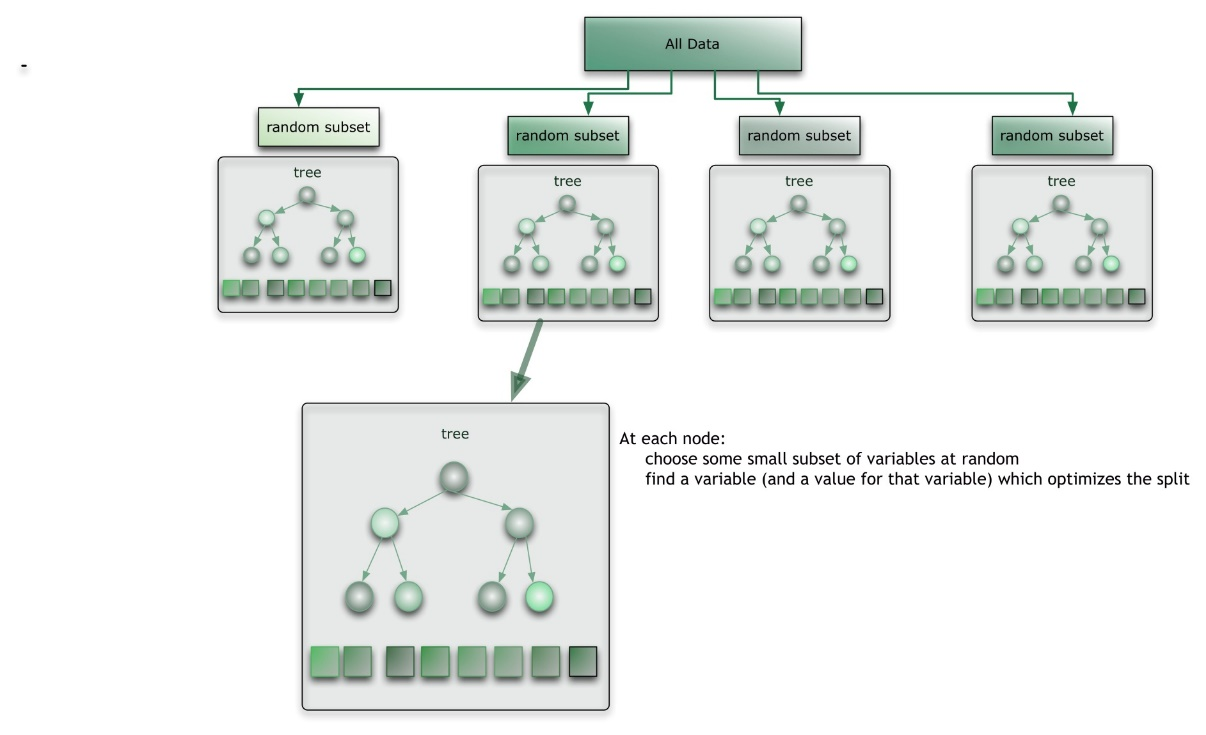 All Data
-
random subset
random subset
random subset
random subset
tree
tree
tree
tree
tree
At each node:
choose some small subset of variables at random
find a variable (and a value for that variable) which optimizes the split